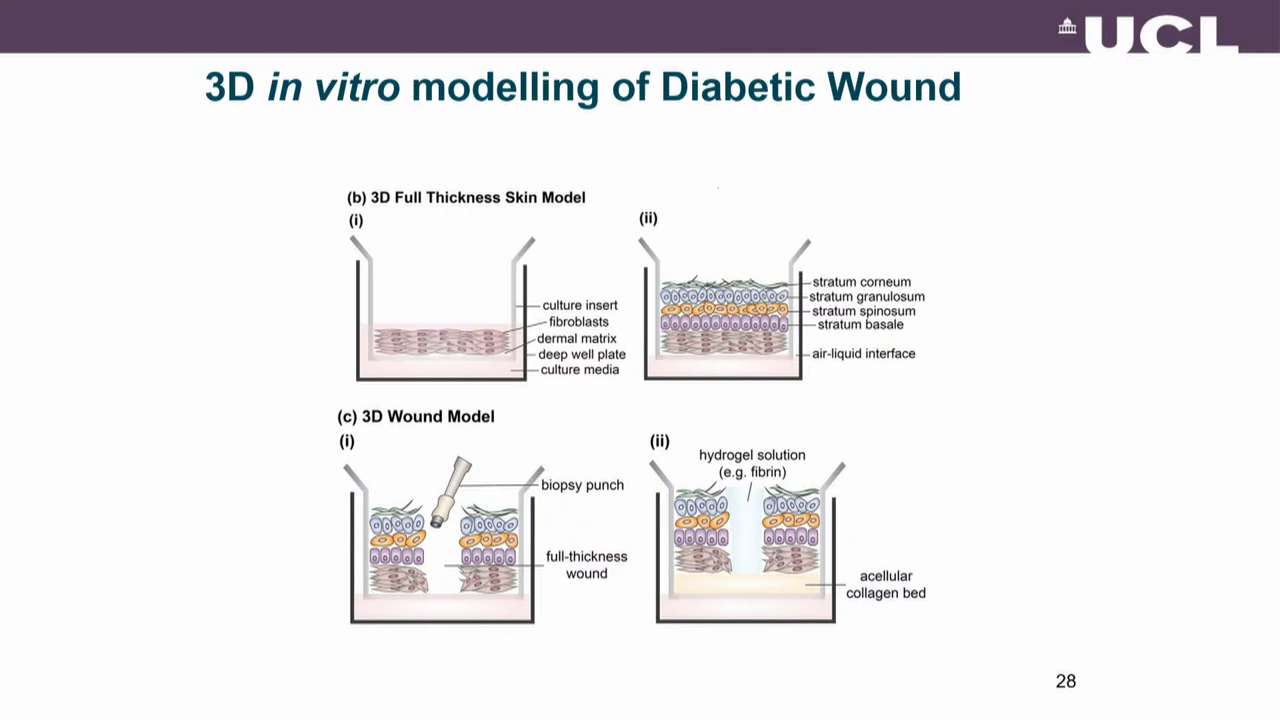 UCL
3D in vitro modelling of Diabetic Wound
(b) 3D Full Thickness Skin Model
(i)
culture insert
fibroblasts
dermal matrix
deep well plate
culture media
(ii)
stratum corneum
stratum granulosum
stratum spinosum
stratum basale
air-liquid interface
(c) 3D Wound Model
(i)
biopsy punch
full-thickness
wound
(ii)
hydrogel solution
(e.g. fibrin)
acellular
collagen bed
28